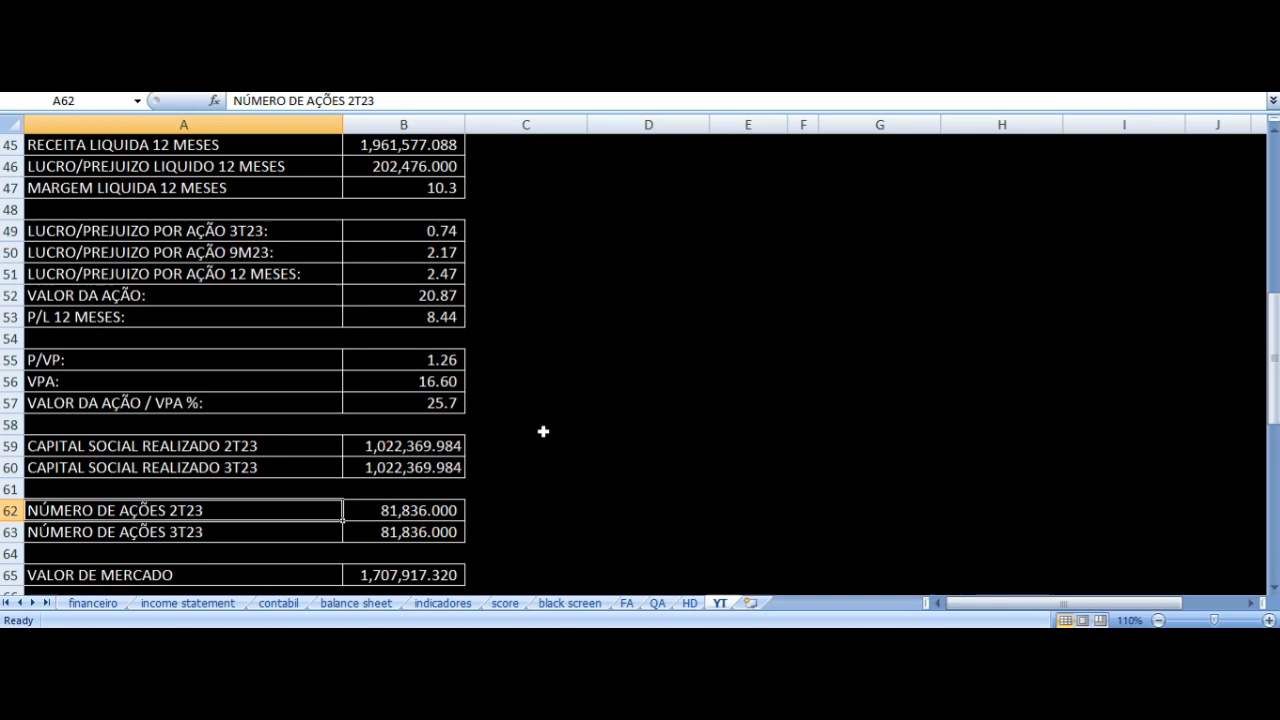 A62 NÚMERO DE AÇÕES 2T23
A B C D E F G H I J
45 RECEITA LIQUIDA 12 MESES 1,961,577.088
46 LUCRO/PREJUIZO LIQUIDO 12 MESES 202,476.000
47 MARGEM LIQUIDA 12 MESES 10.3
48
49 LUCRO/PREJUIZO POR AÇÃO 3T23: 0.74
50 LUCRO/PREJUIZO POR AÇÃO 9M23: 2.17
51 LUCRO/PREJUIZO POR AÇÃO 12 MESES: 2.47
52 VALOR DA AÇÃO: 20.87
53 P/L 12 MESES: 8.44
54
55 P/VP: 1.26
56 VPA: 16.60
57 VALOR DA AÇÃO / VPA %: 25.7
58
59 CAPITAL SOCIAL REALIZADO 2T23 1,022,369.984
60 CAPITAL SOCIAL REALIZADO 3T23 1,022,369.984
61
62 NÚMERO DE AÇÕES 2T23 81,836.000
63 NÚMERO DE AÇÕES 3T23 81,836.000
64
65 VALOR DE MERCADO 1,707,917.320
financeiro income statement contabil balance sheet indicadores score black screen FA QA HD YT
Ready 110%